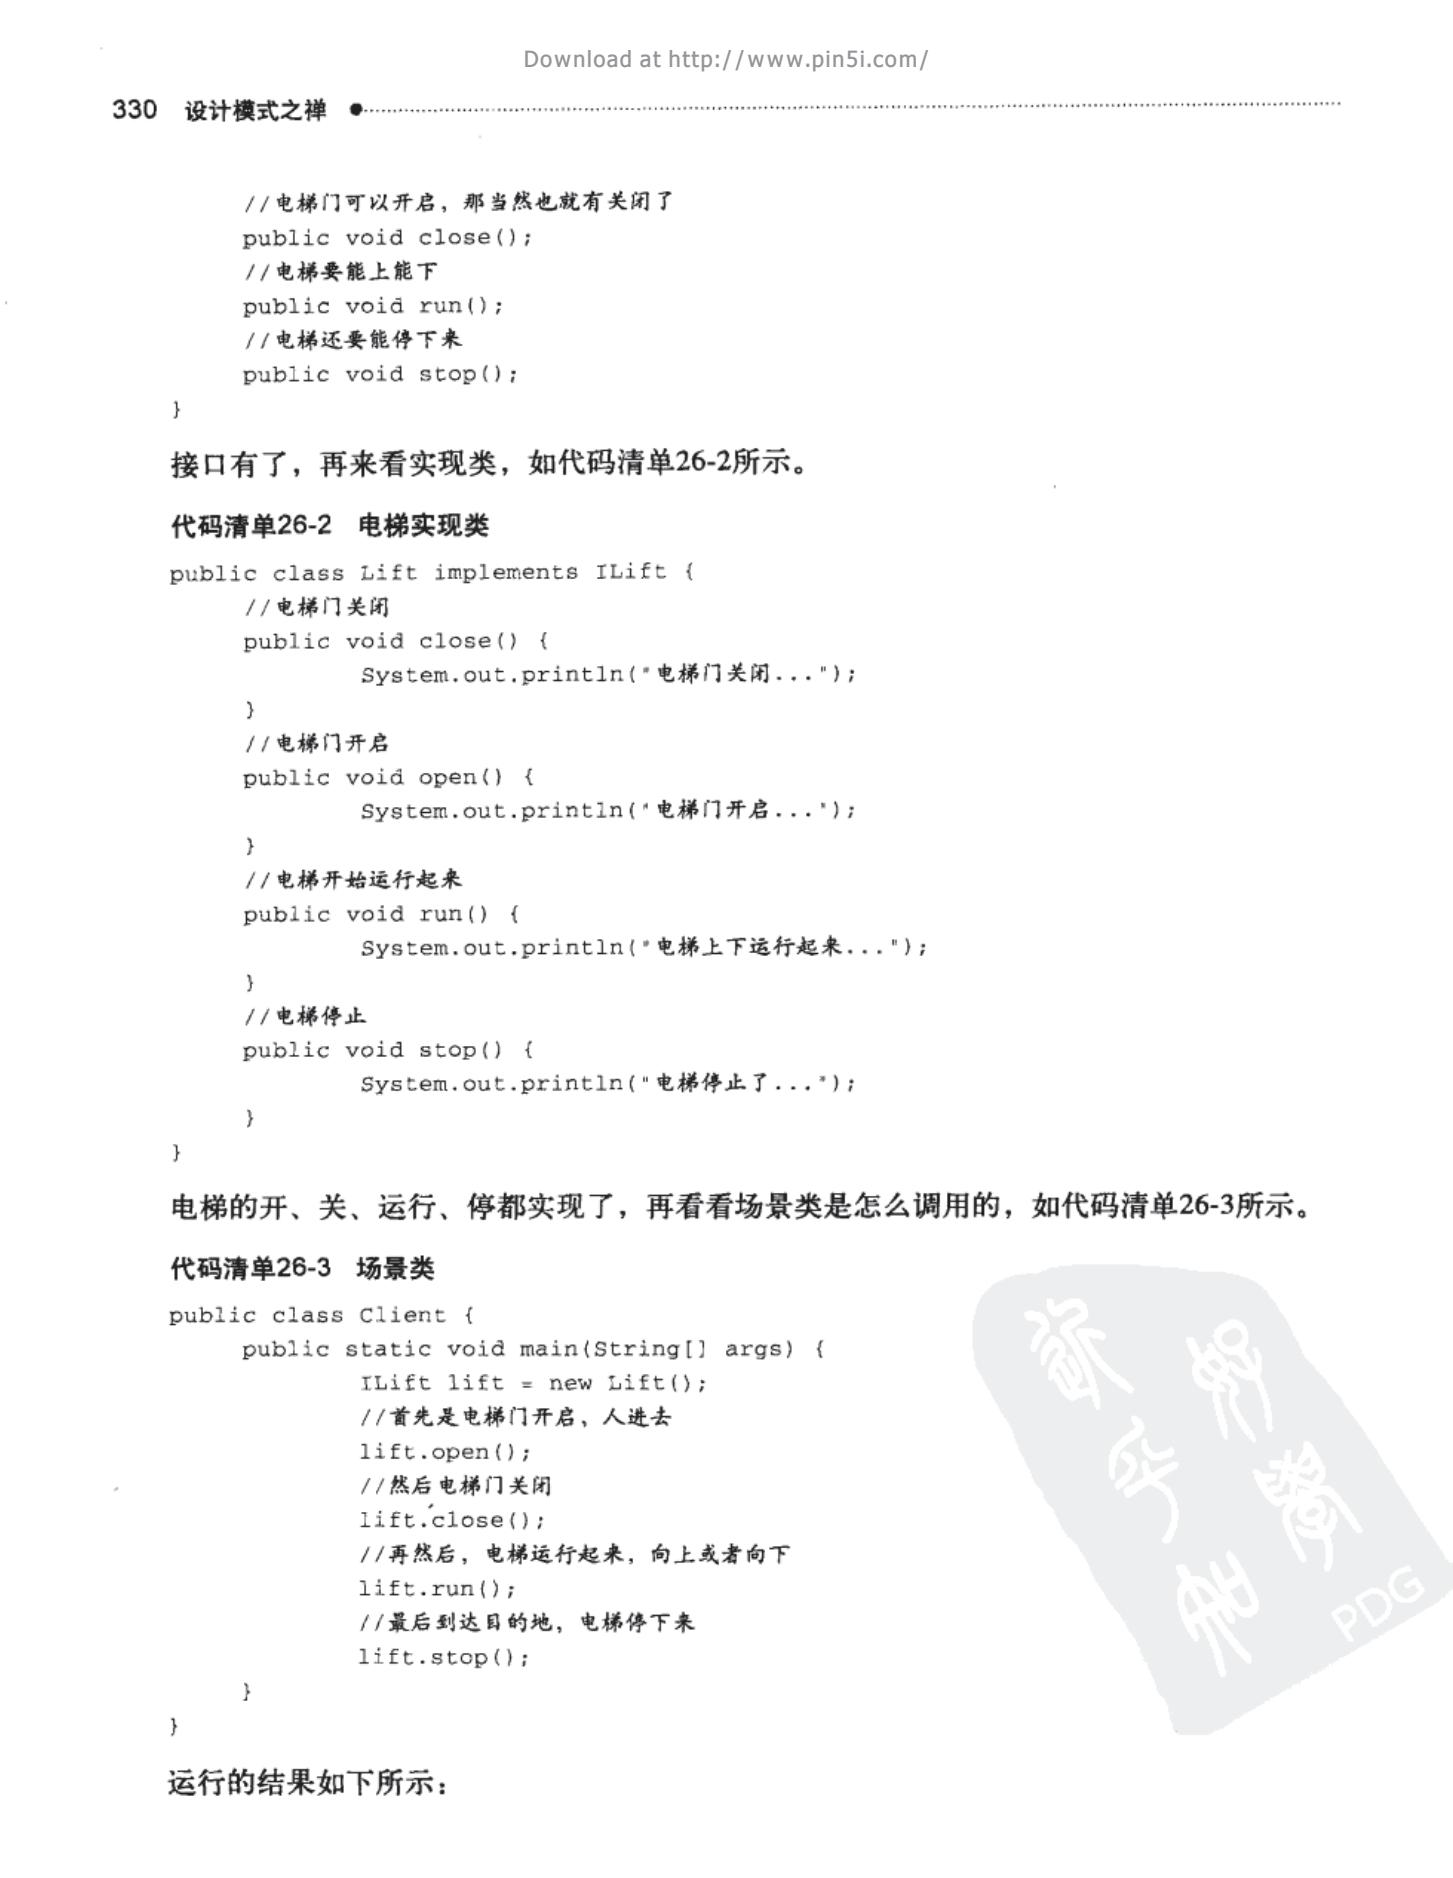 Download at http://www.pin5i.com/
330 设计模式之禅
//电梯门可以开启，那当然也就有关闭了
public void close();
//电梯要能上能下
public void run();
//电梯还要能停下来
public void stop();
}
接口有了，再来看实现类，如代码清单26-2所示。
代码清单26-2 电梯实现类
public class Lift implements ILift {
//电梯门关闭
public void close() {
System.out.println("电梯门关闭...");
}
//电梯门开启
public void open() {
System.out.println("电梯门开启...");
}
//电梯开始运行起来
public void run() {
System.out.println("电梯上下运行起来...");
}
//电梯停止
public void stop() {
System.out.println("电梯停止了...");
}
}
电梯的开、关、运行、停都实现了，再看看场景类是怎么调用的，如代码清单26-3所示。
代码清单26-3 场景类
public class Client {
public static void main(String[] args) {
ILift lift = new Lift();
//首先是电梯门开启，人进去
lift.open();
//然后电梯门关闭
lift.close();
//再然后，电梯运行起来，向上或者向下
lift.run();
//最后到达目的地，电梯停下来
lift.stop();
}
}
运行的结果如下所示：
PDG